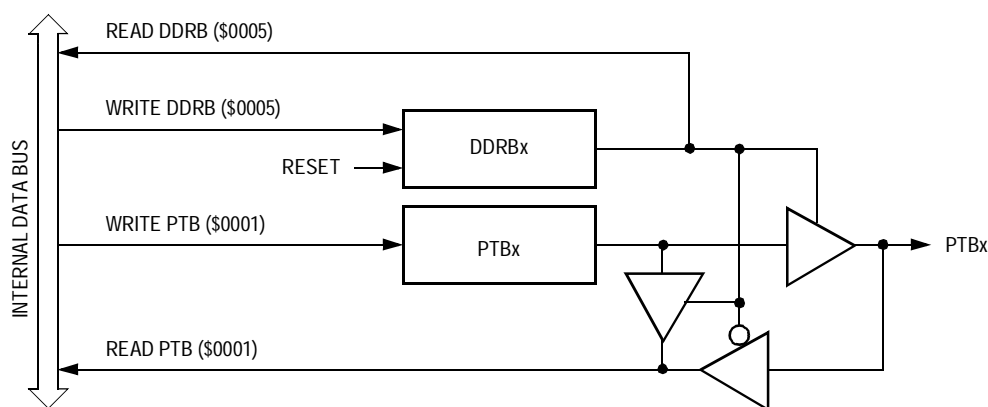 READ DDRB ($0005)
WRITE DDRB ($0005)
DDRBx
RESET
WRITE PTB ($0001)
PTBx
PTBx
READ PTB ($0001)
INTERNAL DATA BUS